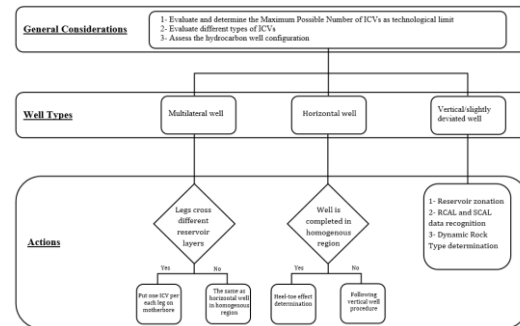 General Considerations
1- Evaluate and determine the Maximum Possible Number of ICVs as technological limit
2- Evaluate different types of ICVs
3- Assess the hydrocarbon well configuration
Well Types
Multilateral well
Horizontal well
Vertical/slightly
deviated well
Actions
Legs cross
different
reservoir
layers
Well is
completed in
homogenous
region
1- Reservoir zonation
2- RCAL and SCAL
data recognition
3- Dynamic Rock
Type determination
Yes
No
Yes
No
Put one ICV per
each leg on
motherbore
The same as
horizontal well
in homogenous
region
Heel-toe effect
determination
Following
vertical well
procedure